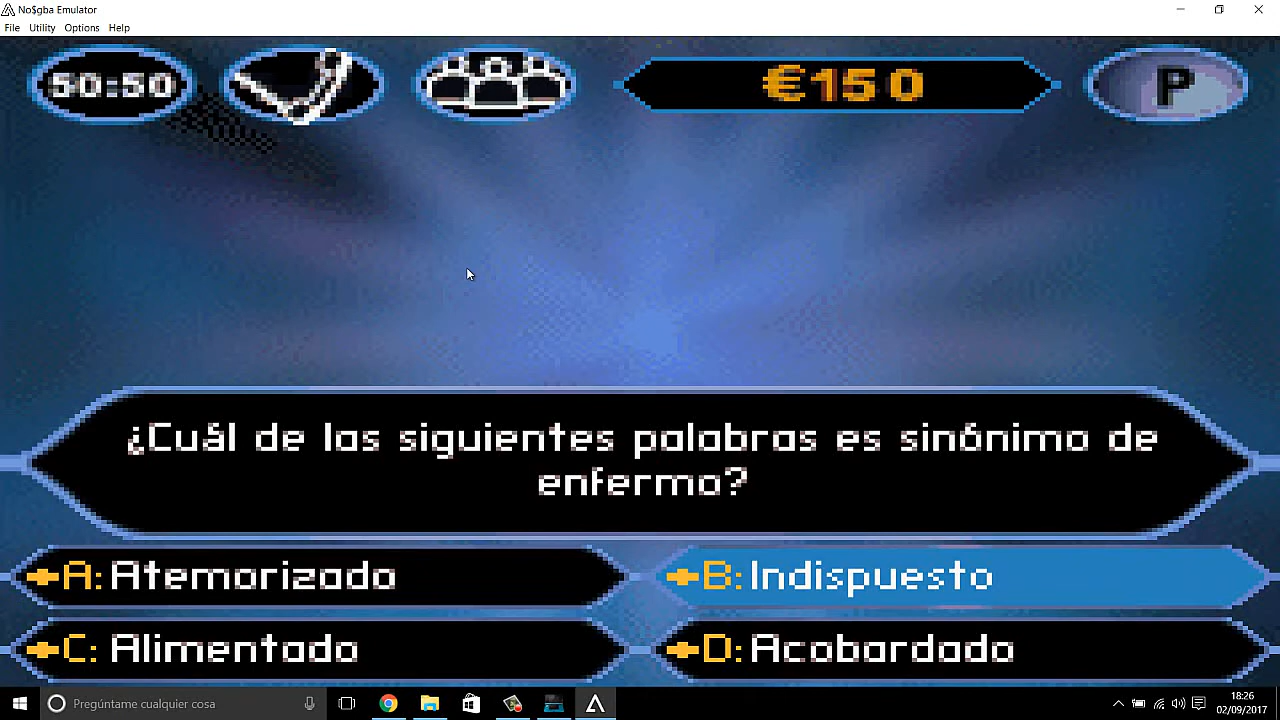 No$gba Emulator
File Utility Options Help
50:50
€150
P
¿Cuál de las siguientes palabras es sinónimo de
enfermo?
A: Atemorizado
B: Indispuesto
C: Alimentado
D: Acobardado
Pregúntame cualquier cosa
18:26
02/09/2017